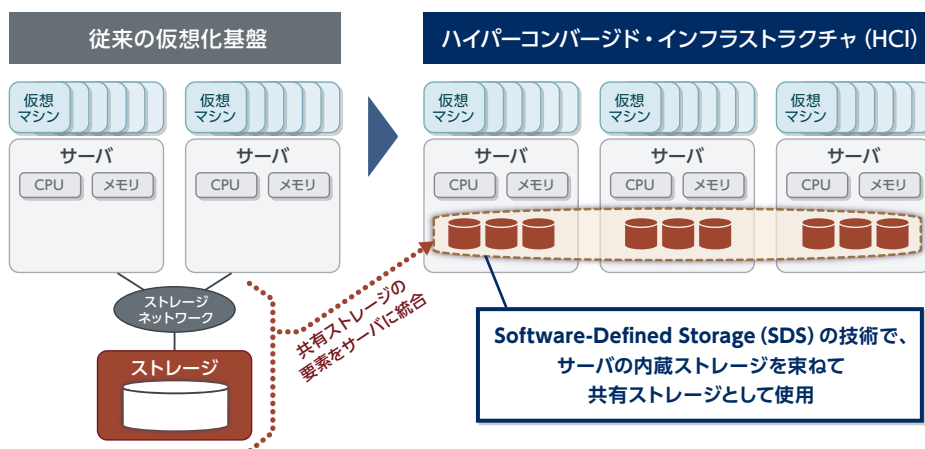 従来の仮想化基盤
仮想
マシン
仮想
マシン
サーバ
サーバ
CPU
メモリ
CPU
メモリ
ストレージ
ネットワーク
ストレージ
共有ストレージの
要素をサーバに統合
ハイパーコンバージド・インフラストラクチャ（HCI）
仮想
マシン
仮想
マシン
仮想
マシン
サーバ
サーバ
サーバ
CPU
メモリ
CPU
メモリ
CPU
メモリ
Software-Defined Storage（SDS）の技術で、
サーバの内蔵ストレージを束ねて
共有ストレージとして使用